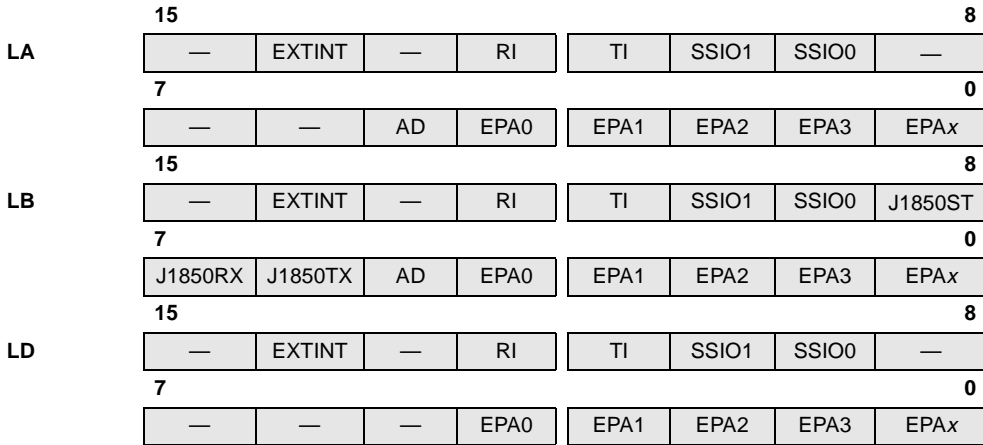 15 8
LA — EXTINT — RI TI SSIO1 SSIO0 —
7 0
— — AD EPA0 EPA1 EPA2 EPA3 EPAx
15 8
LB — EXTINT — RI TI SSIO1 SSIO0 J1850ST
7 0
J1850RX J1850TX AD EPA0 EPA1 EPA2 EPA3 EPAx
15 8
LD — EXTINT — RI TI SSIO1 SSIO0 —
7 0
— — — EPA0 EPA1 EPA2 EPA3 EPAx